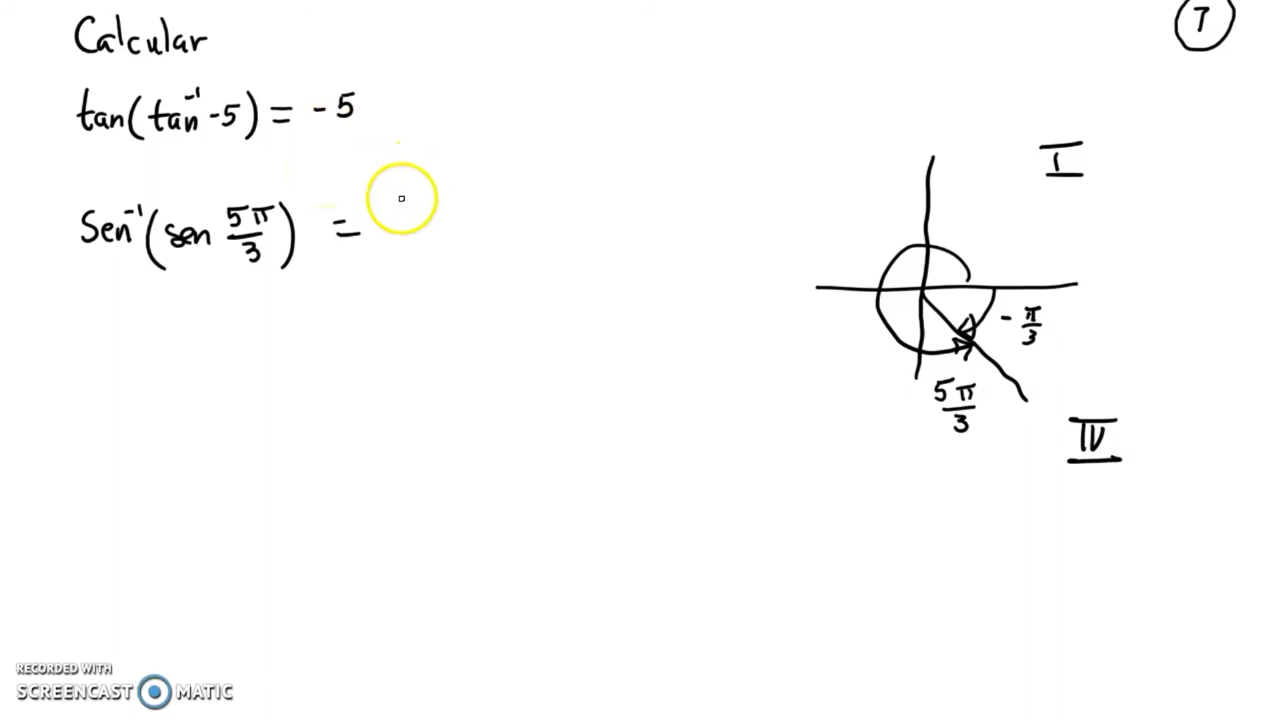 Calcular
7
tan(tan⁻¹ -5) = -5
Sen⁻¹(sen 5π/3) =
I
-π/3
5π/3
IV
RECORDED WITH
SCREENCAST MATIC